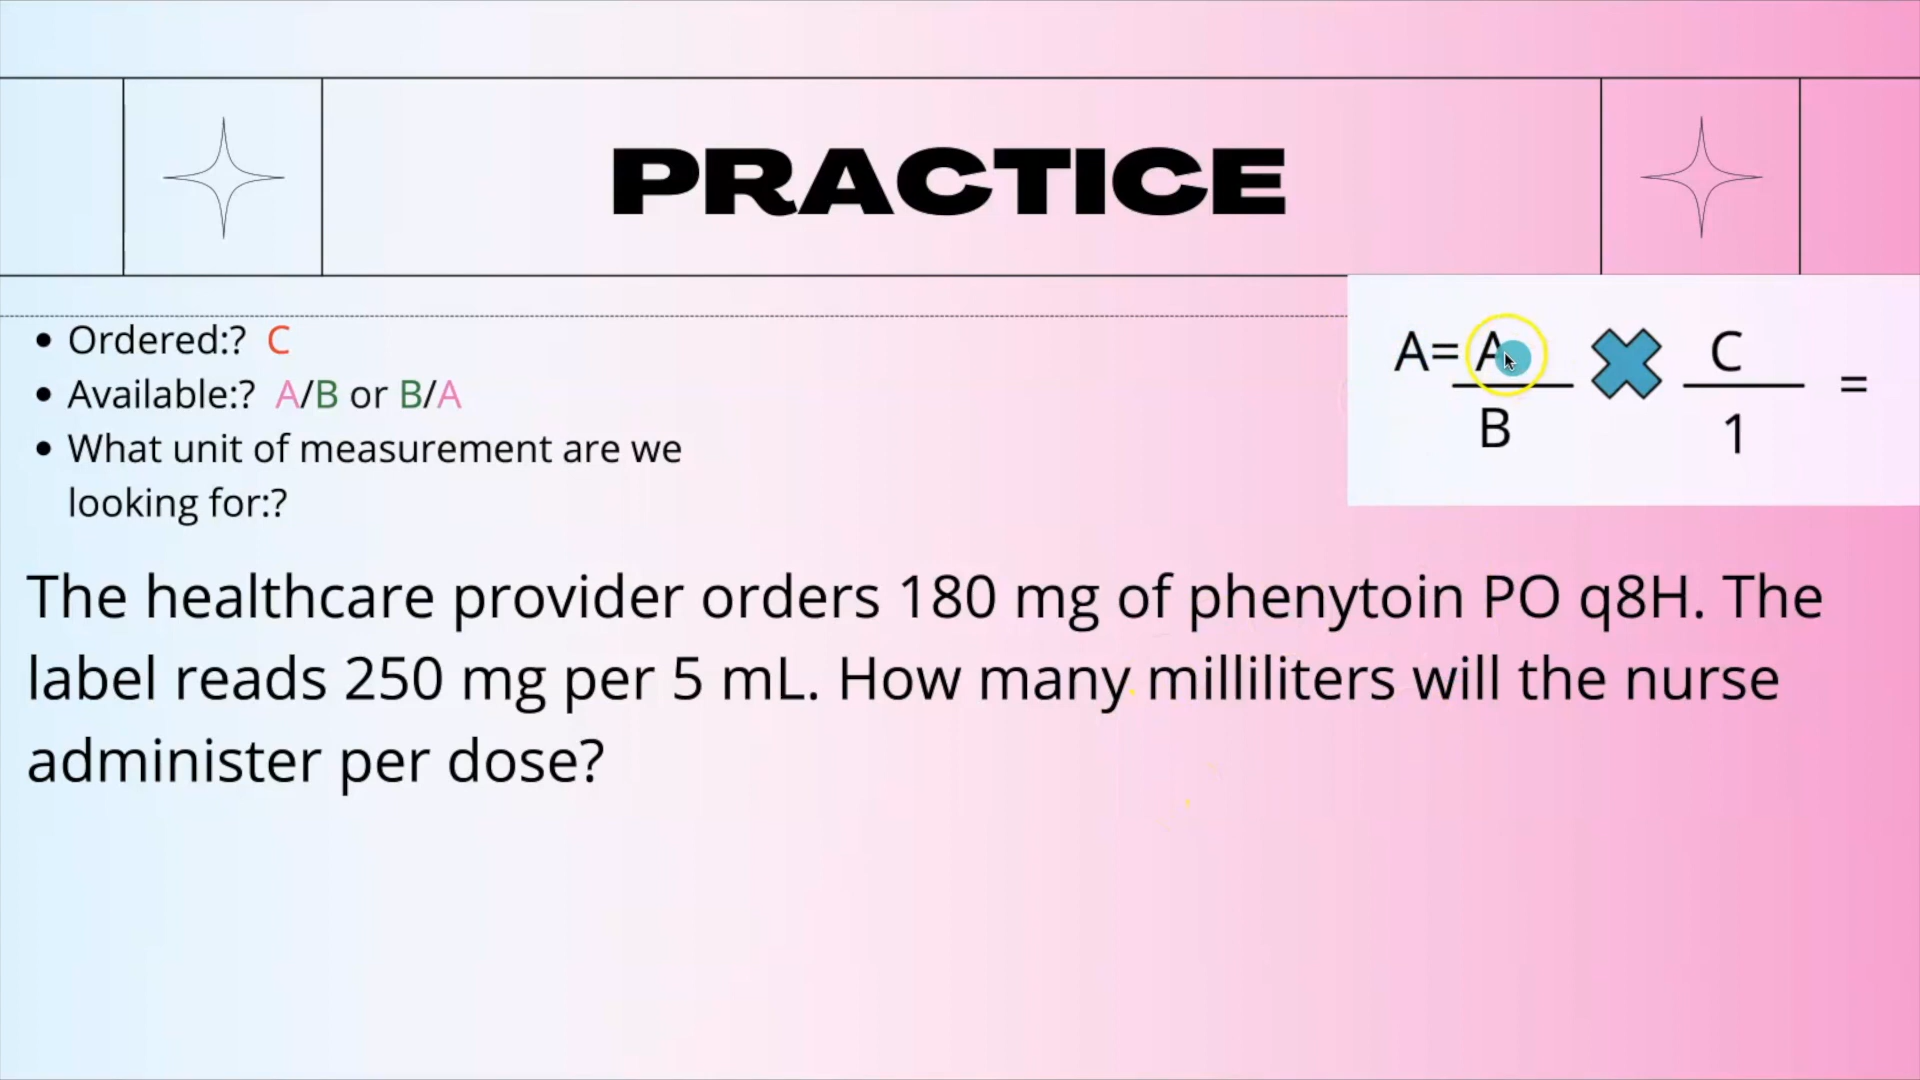 PRACTICE
Ordered:? C
Available:? A/B or B/A
What unit of measurement are we
looking for:?
A= A C =
B 1
The healthcare provider orders 180 mg of phenytoin PO q8H. The
label reads 250 mg per 5 mL. How many milliliters will the nurse
administer per dose?